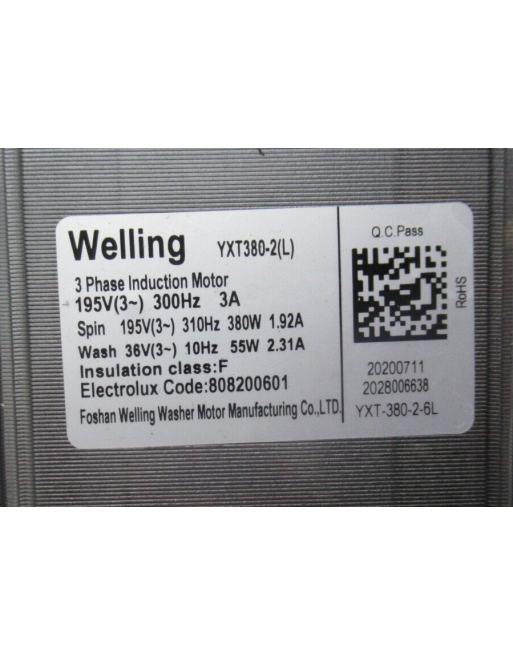 Welling YXT380-2(L)
3 Phase Induction Motor
195V(3~) 300Hz 3A
Spin 195V(3~) 310Hz 380W 1.92A
Wash 36V(3~) 10Hz 55W 2.31A
Insulation class:F
Electrolux Code:808200601
Foshan Welling Washer Motor Manufacturing Co.,LTD.
Q.C.Pass
RoHS
20200711
2028006638
YXT-380-2-6L